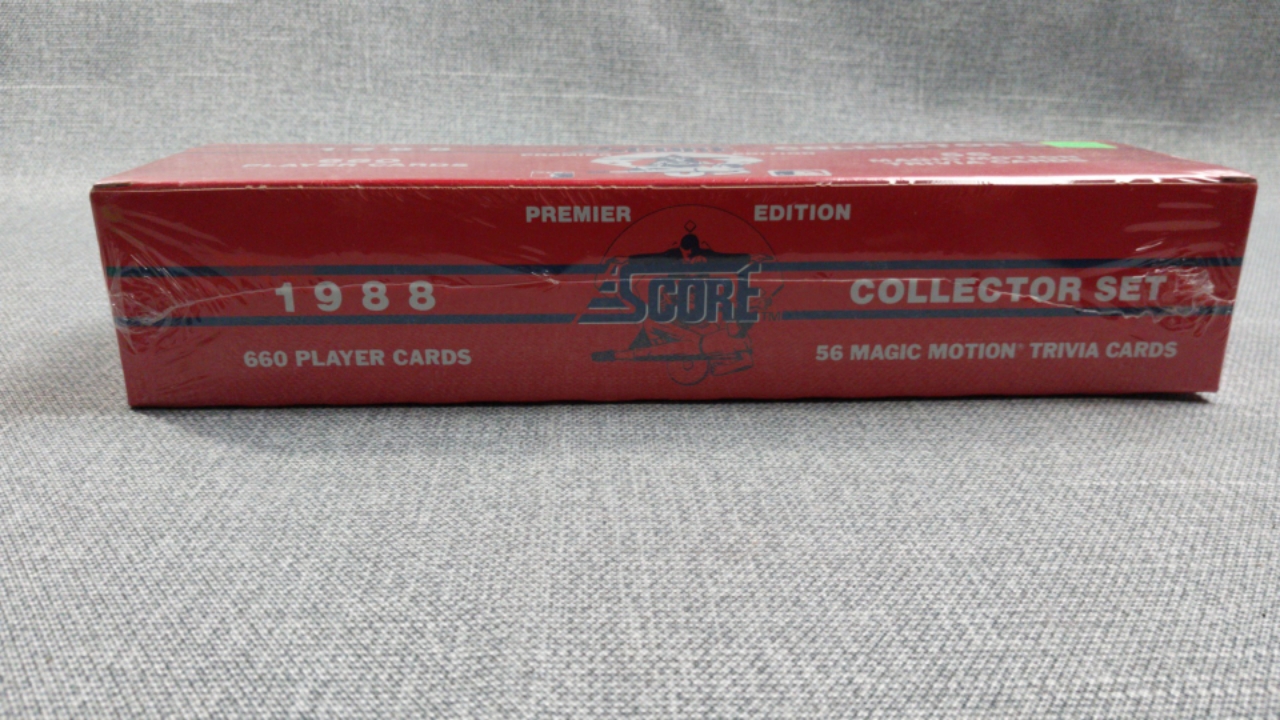 PREMIER EDITION
1988 SCORE COLLECTOR SET
660 PLAYER CARDS 56 MAGIC MOTION TRIVIA CARDS